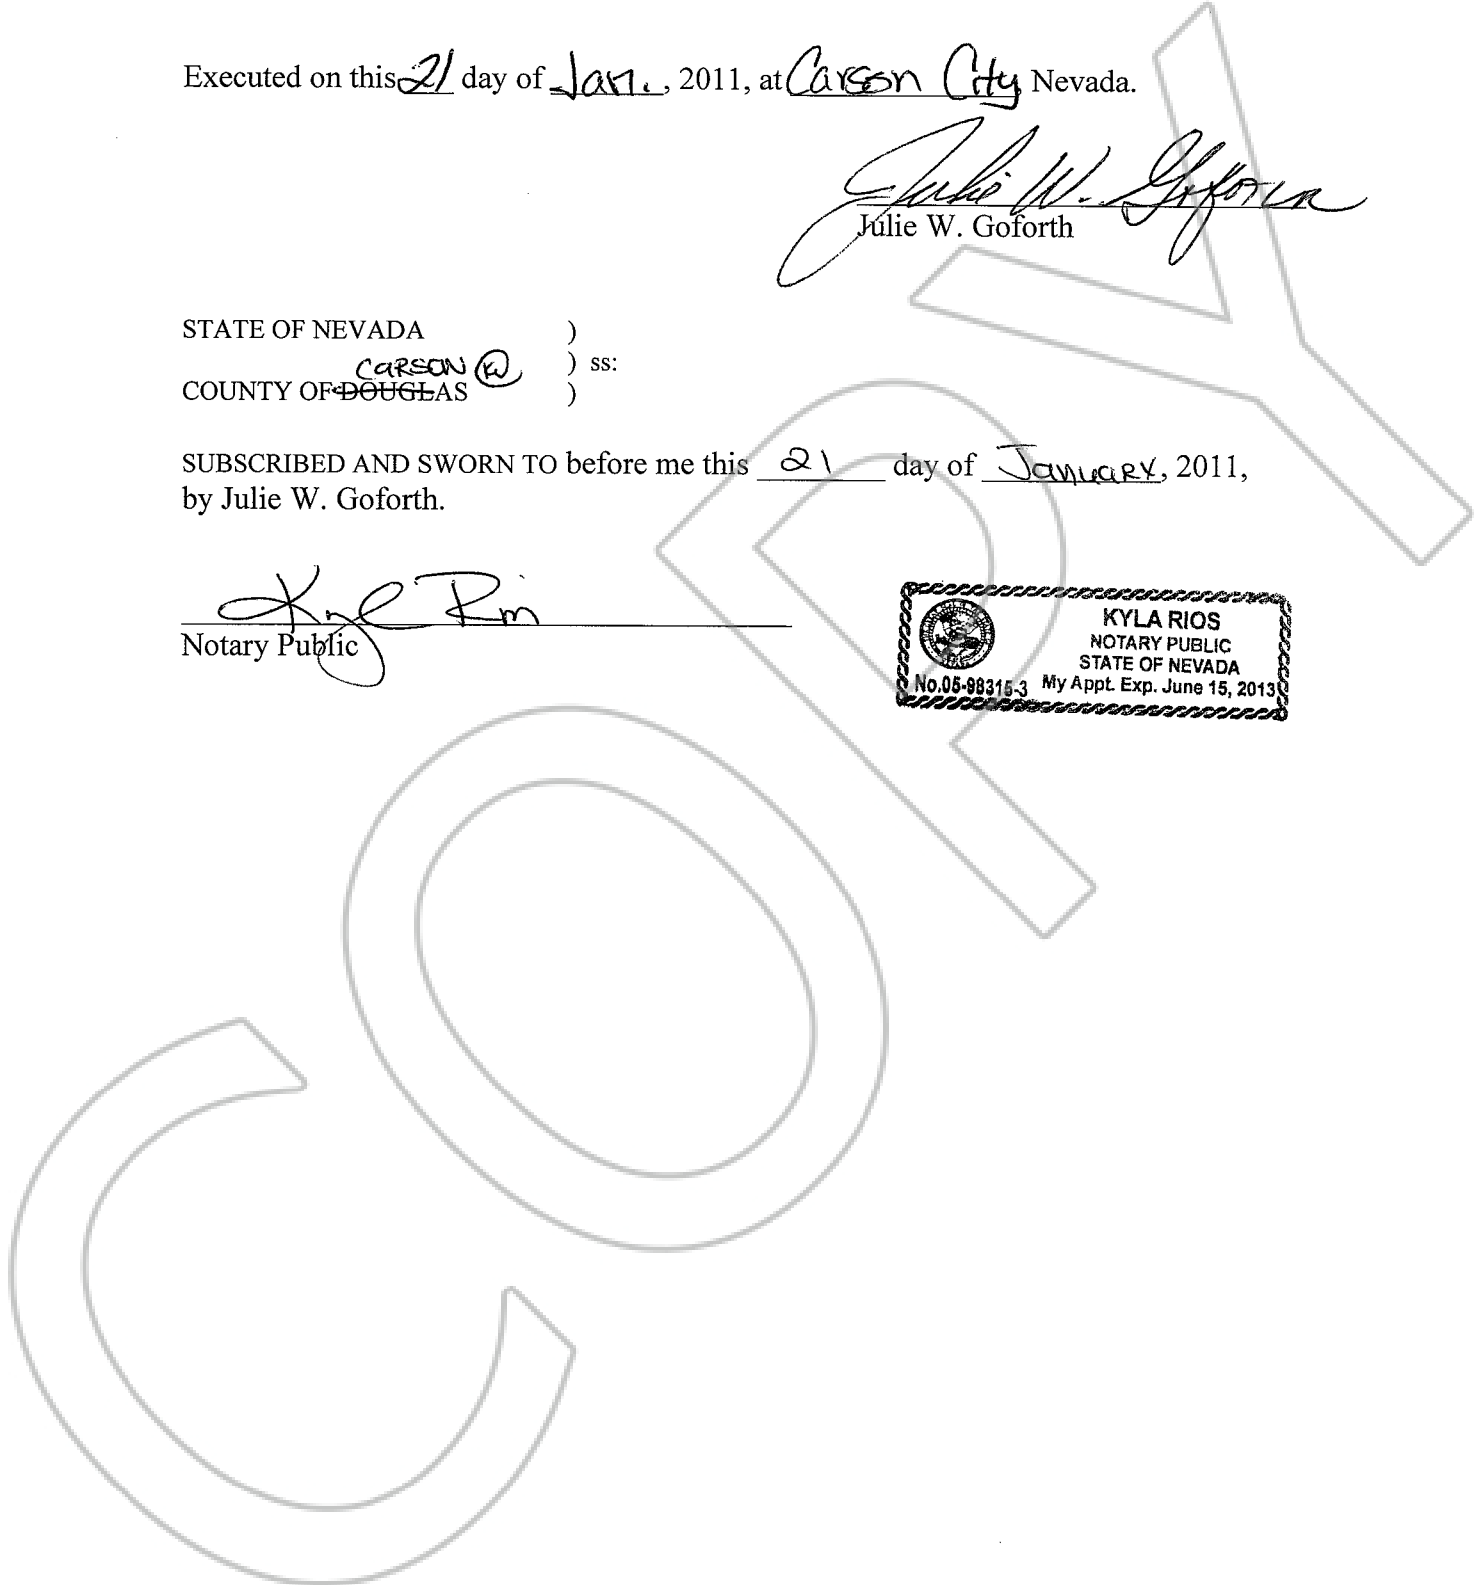 Executed on this 21 day of Jan., 2011, at Carson City Nevada.
Julie W. Goforth
Julie W. Goforth
STATE OF NEVADA )
CARSON ) ss:
COUNTY OF DOUGLAS )
SUBSCRIBED AND SWORN TO before me this 21 day of January, 2011,
by Julie W. Goforth.
Notary Public
KYLA RIOS
NOTARY PUBLIC
STATE OF NEVADA
No.05-98315-3 My Appt. Exp. June 15, 2013
COPY